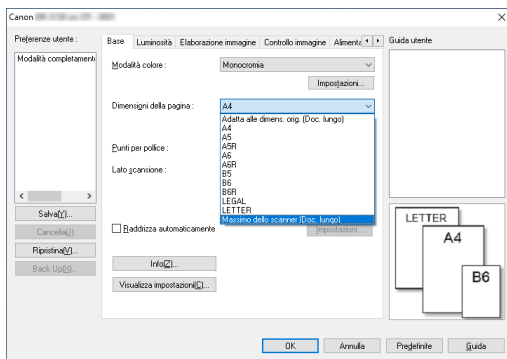 Canon
Preferenze utente :
Modalità completament
Salva(Y)...
Cancella(J)
Ripristina(V)...
Back Up(X)...
Base Luminosità Elaborazione immagine Controllo immagine Alimenta
Modalità colore : Monocromia
Impostazioni...
Dimensioni della pagina : A4
Adatta alle dimens. orig. (Doc. lungo)
A4
A5
A5R
A6
A6R
B5
B6
B6R
LEGAL
LETTER
Massimo dello scanner (Doc. lungo)
Punti per pollice :
Lato scansione :
Raddrizza automaticamente
Impostazioni...
Info(Z)...
Visualizza impostazioni(C)...
Guida utente
LETTER
A4
B6
OK Annulla Predefinite Guida